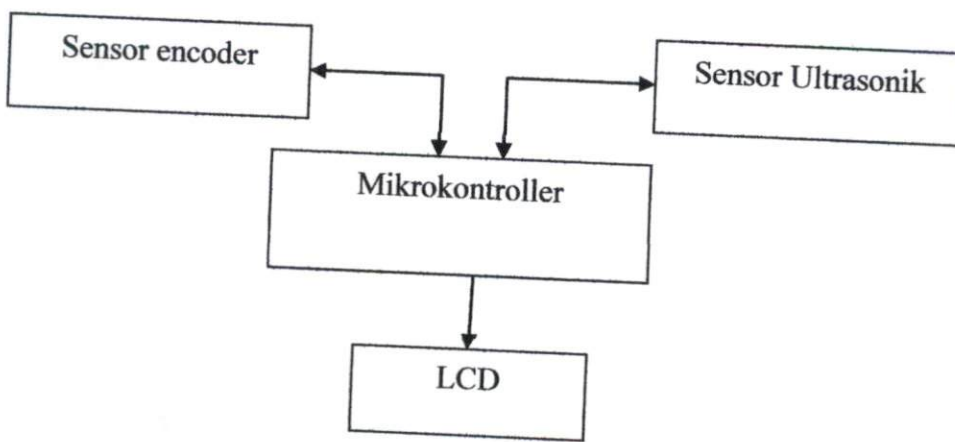 Sensor encoder
Sensor Ultrasonik
Mikrokontroller
LCD